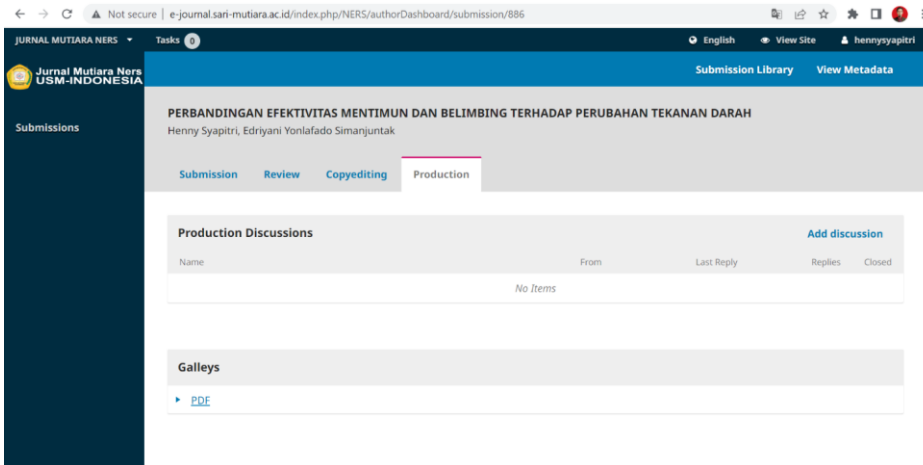 Not secure | e-journal.sari-mutiara.ac.id/index.php/NERS/authorDashboard/submission/886
JURNAL MUTIARA NERS Tasks 0 English View Site hennysyapitri
Jurnal Mutiara Ners
USM-INDONESIA
Submission Library View Metadata
Submissions
PERBANDINGAN EFEKTIVITAS MENTIMUN DAN BELIMBING TERHADAP PERUBAHAN TEKANAN DARAH
Henny Syapitri, Edriyani Yonlafado Simanjuntak
Submission Review Copyediting Production
Production Discussions Add discussion
Name From Last Reply Replies Closed
No Items
Galleys
PDF